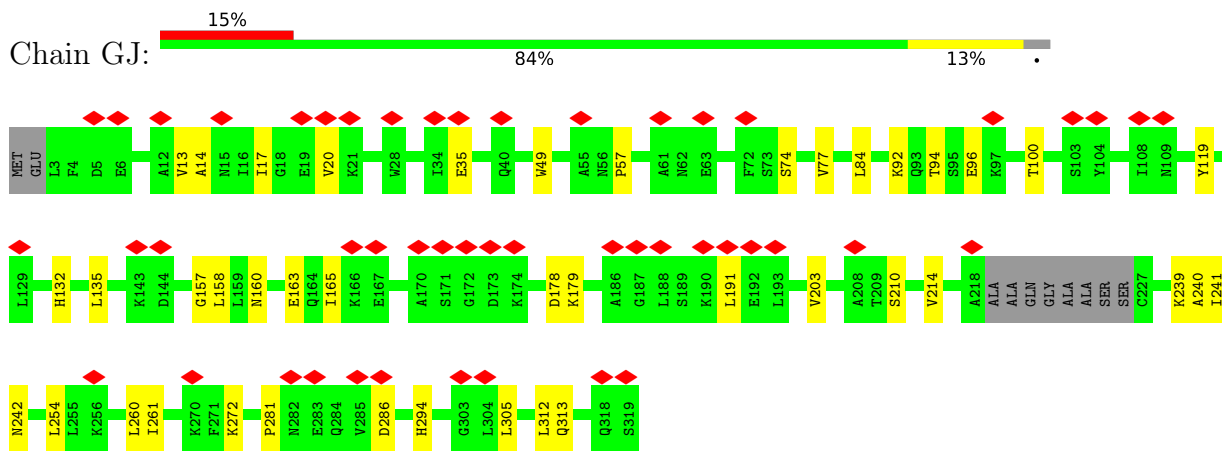 15%
Chain GJ:
84% 13% •
MET GLU L3 F4 D5 E6 A12 V13 A14 N15 I16 I17 G18 E19 V20 K21 W28 I34 E35 Q40 W49 A55 N56 P57 A61 N62 E63 F72 S73 S74 V77 L84 K92 Q93 T94 S95 E96 K97 T100 S103 Y104 I108 N109 Y119
L129 H132 L135 K143 D144 G157 L158 L159 N160 E163 Q164 I165 K166 E167 A170 S171 G172 D173 K174 D178 K179 A186 G187 L188 S189 K190 L191 E192 L193 V203 A208 T209 S210 V214 A218 ALA ALA GLN GLY ALA ALA SER SER C227 K239 A240 I241
N242 L254 L255 K256 L260 I261 K270 F271 K272 P281 N282 E283 Q284 V285 D286 H294 G303 L304 L305 L312 Q313 Q318 S319